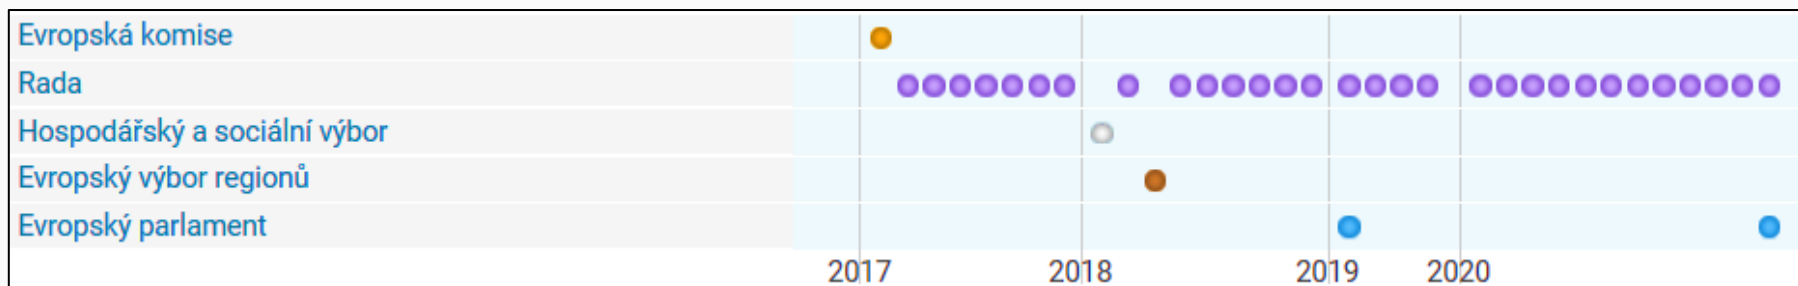 Evropská komise
Rada
Hospodářský a sociální výbor
Evropský výbor regionů
Evropský parlament
2017 2018 2019 2020